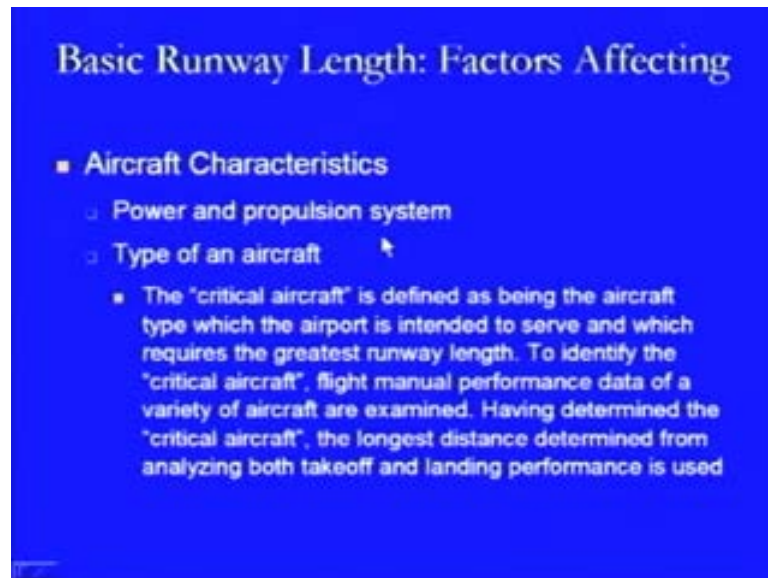 Basic Runway Length: Factors Affecting
Aircraft Characteristics
Power and propulsion system
Type of an aircraft
The "critical aircraft" is defined as being the aircraft
type which the airport is intended to serve and which
requires the greatest runway length. To identify the
"critical aircraft", flight manual performance data of a
variety of aircraft are examined. Having determined the
"critical aircraft", the longest distance determined from
analyzing both takeoff and landing performance is used